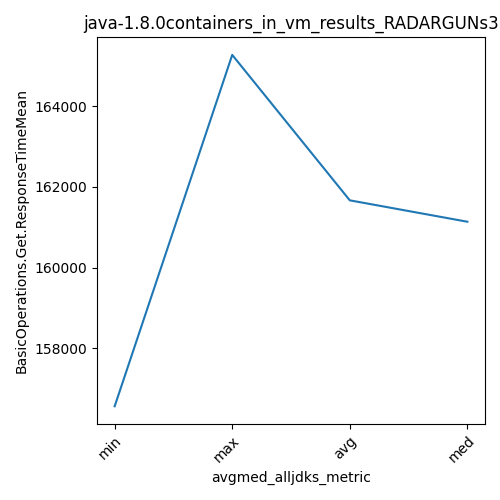 java-1.8.0containers_in_vm_results_RADARGUNs3
BasicOperations.Get.ResponseTimeMean
164000
162000
160000
158000
min
max
avg
med
avgmed_alljdks_metric